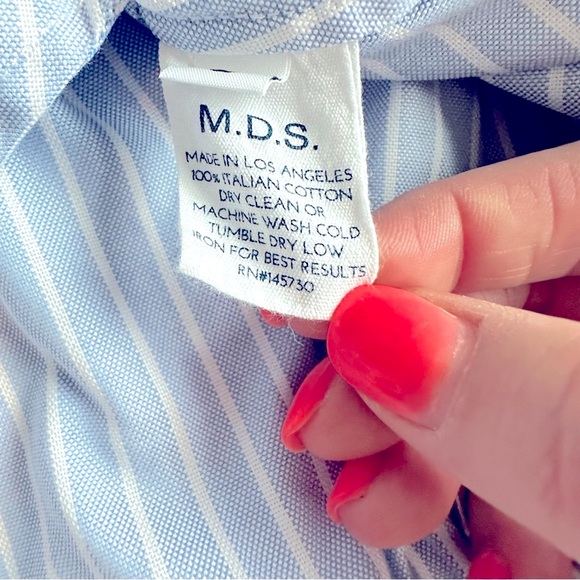 M.D.S.
MADE IN LOS ANGELES
100% ITALIAN COTTON
DRY CLEAN OR
MACHINE WASH COLD
TUMBLE DRY LOW
IRON FOR BEST RESULTS
RN#145730